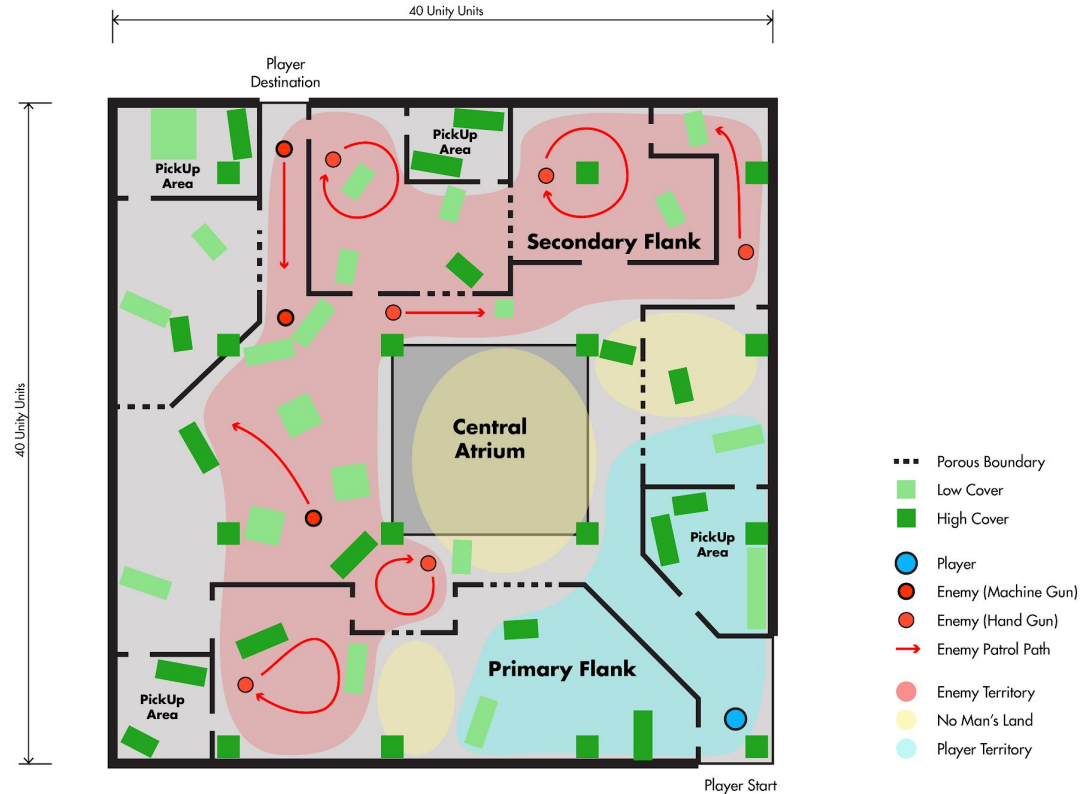 40 Unity Units
Player
Destination
PickUp
Area
PickUp
Area
Secondary Flank
40 Unity Units
Central
Atrium
Porous Boundary
Low Cover
High Cover
PickUp
Area
Player
Enemy (Machine Gun)
Enemy (Hand Gun)
Enemy Patrol Path
Primary Flank
PickUp
Area
Enemy Territory
No Man's Land
Player Territory
Player Start